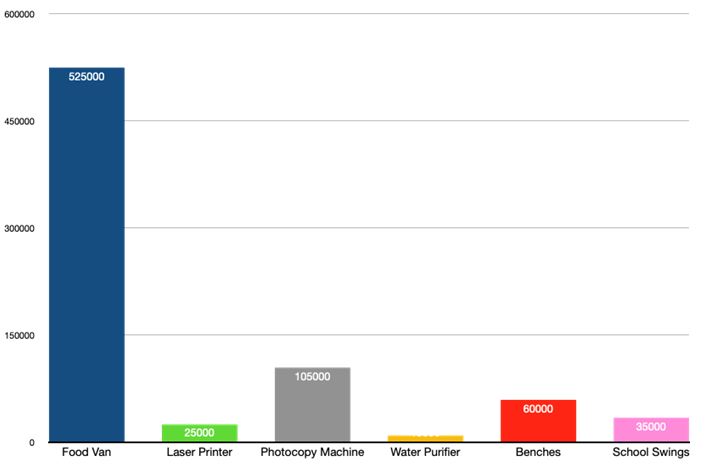 600000
525000
450000
300000
150000
105000
60000
35000
25000
0
Food Van
Laser Printer
Photocopy Machine
Water Purifier
Benches
School Swings